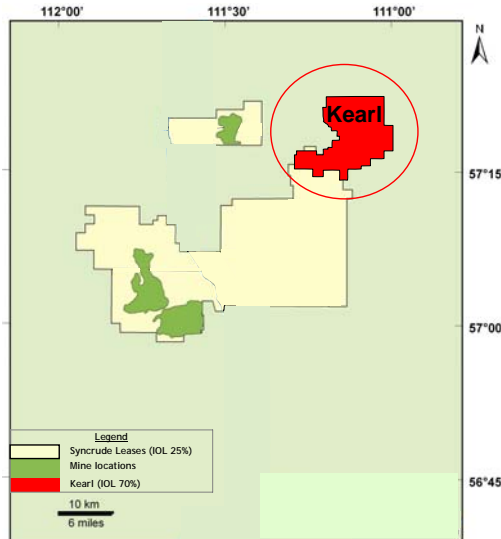 112°00'
111°30'
111°00'
N
Kearl
57°15'
57°00'
Legend
Syncrude Leases (IOL 25%)
Mine locations
Kearl (IOL 70%)
56°45'
10 km
6 miles